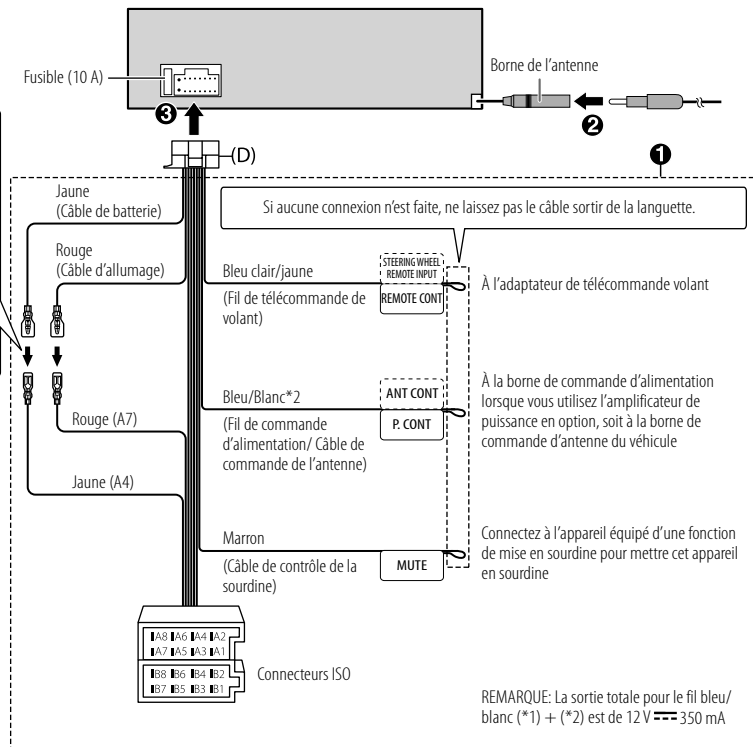 Fusible (10 A)
Borne de l'antenne
❸
❷
(D)
❶
Jaune
(Câble de batterie)
Si aucune connexion n'est faite, ne laissez pas le câble sortir de la languette.
Rouge
(Câble d'allumage)
Bleu clair/jaune
(Fil de télécommande de
volant)
STEERING WHEEL
REMOTE INPUT
REMOTE CONT
À l'adaptateur de télécommande volant
Bleu/Blanc*2
(Fil de commande
d'alimentation/ Câble de
commande de l'antenne)
ANT CONT
P. CONT
À la borne de commande d'alimentation
lorsque vous utilisez l'amplificateur de
puissance en option, soit à la borne de
commande d'antenne du véhicule
Rouge (A7)
Jaune (A4)
Marron
(Câble de contrôle de la
sourdine)
MUTE
Connectez à l'appareil équipé d'une fonction
de mise en sourdine pour mettre cet appareil
en sourdine
A8 A6 A4 A2
A7 A5 A3 A1
B8 B6 B4 B2
B7 B5 B3 B1
Connecteurs ISO
REMARQUE: La sortie totale pour le fil bleu/
blanc (*1) + (*2) est de 12 V ⎓ 350 mA